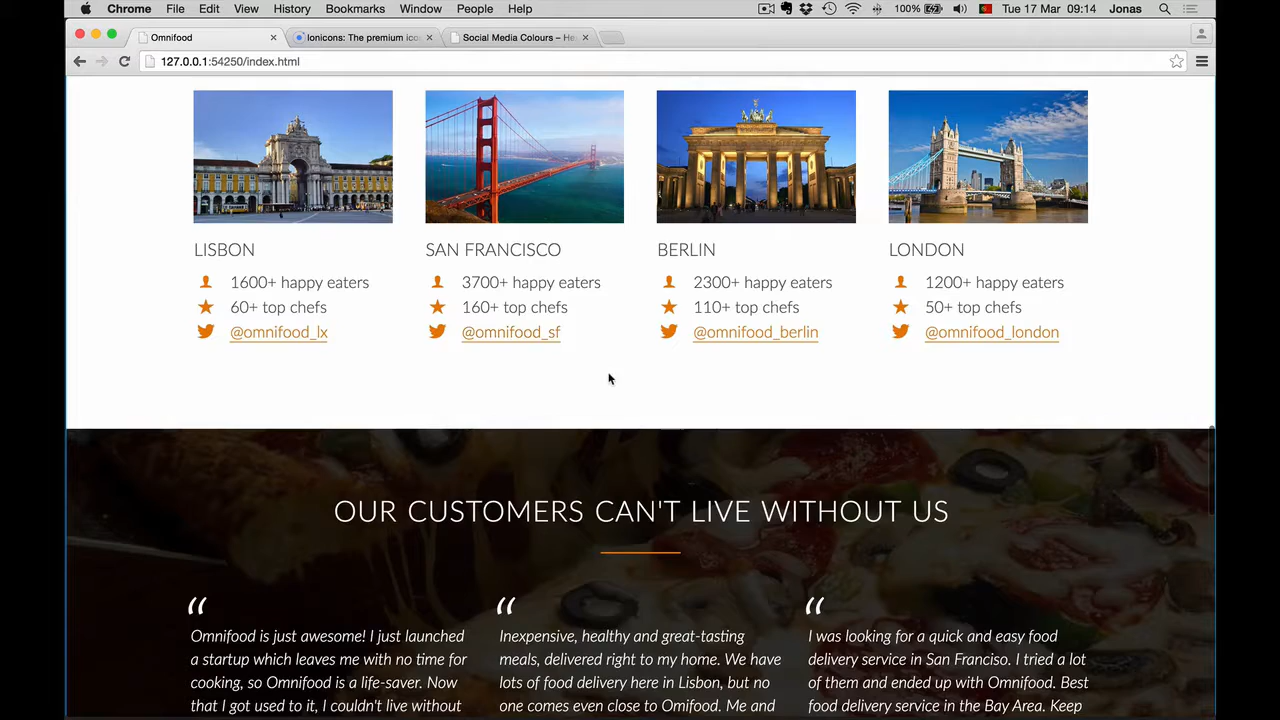 Chrome File Edit View History Bookmarks Window People Help 100% Tue 17 Mar 09:14 Jonas
Omnifood Ionicons: The premium ico Social Media Colours – He
127.0.0.1:54250/index.html
LISBON SAN FRANCISCO BERLIN LONDON
1600+ happy eaters 3700+ happy eaters 2300+ happy eaters 1200+ happy eaters
60+ top chefs 160+ top chefs 110+ top chefs 50+ top chefs
@omnifood_lx @omnifood_sf @omnifood_berlin @omnifood_london
OUR CUSTOMERS CAN'T LIVE WITHOUT US
“ “ “
Omnifood is just awesome! I just launched
a startup which leaves me with no time for
cooking, so Omnifood is a life-saver. Now
that I got used to it, I couldn't live without
Inexpensive, healthy and great-tasting
meals, delivered right to my home. We have
lots of food delivery here in Lisbon, but no
one comes even close to Omifood. Me and
I was looking for a quick and easy food
delivery service in San Franciso. I tried a lot
of them and ended up with Omnifood. Best
food delivery service in the Bay Area. Keep